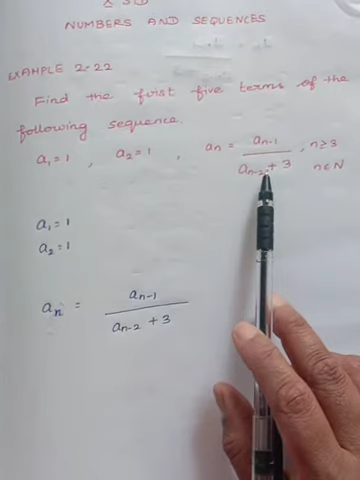 X STD
NUMBERS AND SEQUENCES
EXAMPLE 2.22
Find the first five terms of the
following sequence.
a₁ = 1 , a₂ = 1 , aₙ = aₙ₋₁ / aₙ₋₂ + 3 , n ≥ 3
n ∈ N
a₁ = 1
a₂ = 1
aₙ = aₙ₋₁ / aₙ₋₂ + 3